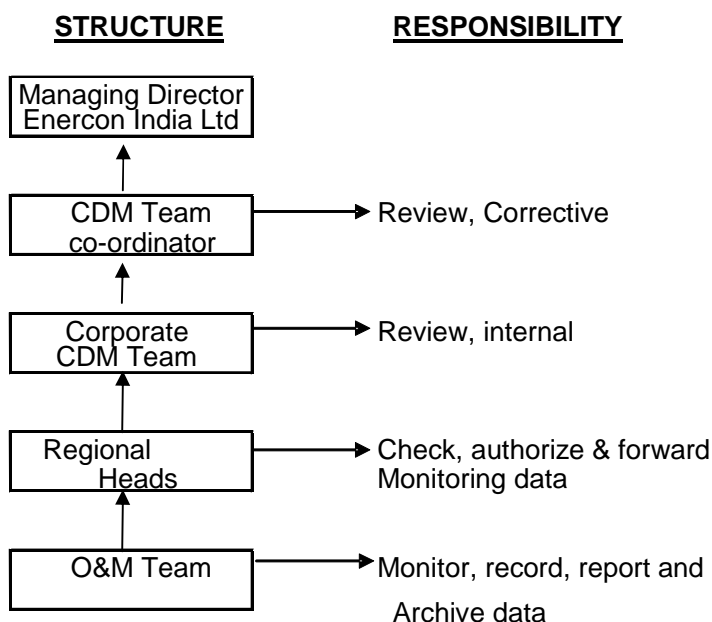 STRUCTURE RESPONSIBILITY
Managing Director
Enercon India Ltd
CDM Team
co-ordinator
Review, Corrective
Corporate
CDM Team
Review, internal
Regional
Heads
Check, authorize & forward
Monitoring data
O&M Team
Monitor, record, report and
Archive data